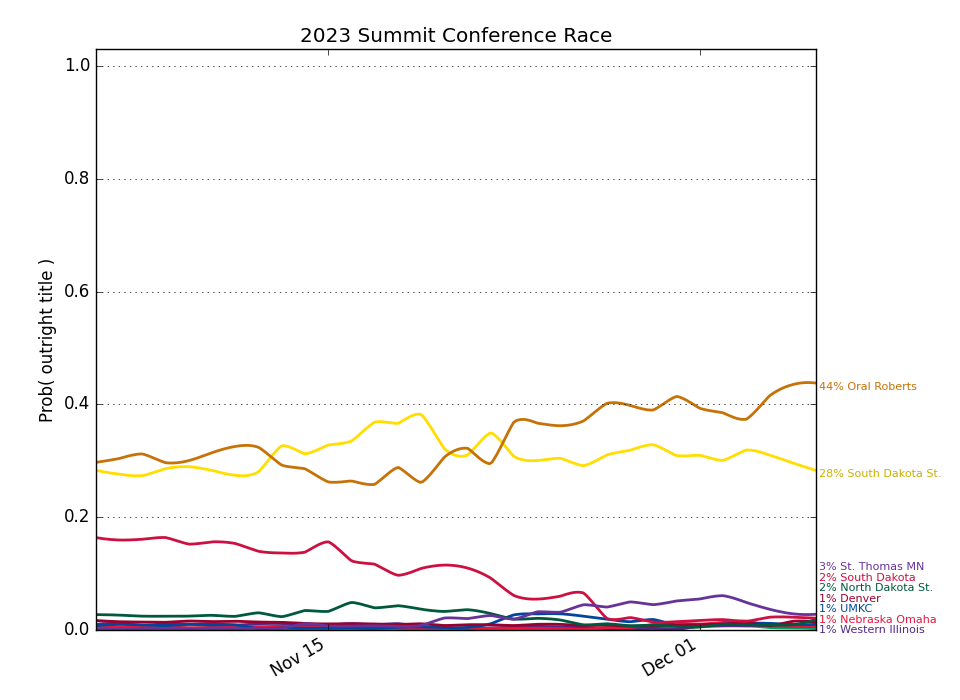 2023 Summit Conference Race
Prob( outright title )
1.0
0.8
0.6
0.4
0.2
0.0
Nov 15
Dec 01
44% Oral Roberts
28% South Dakota St.
3% St. Thomas MN
2% South Dakota
2% North Dakota St.
1% Denver
1% UMKC
1% Nebraska Omaha
1% Western Illinois